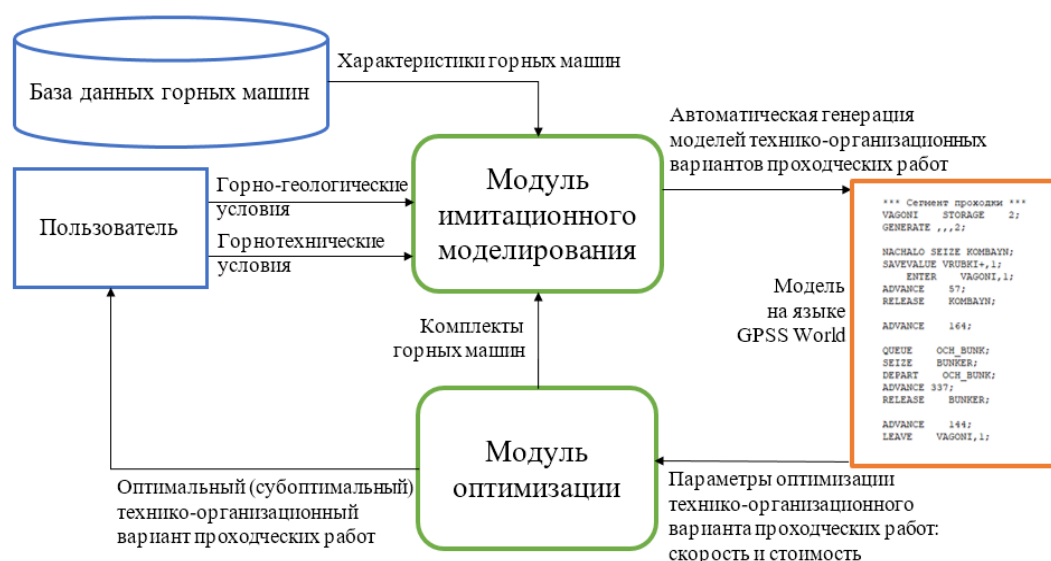 База данных горных машин
Характеристики горных машин
Автоматическая генерация
моделей технико-организационных
вариантов проходческих работ
Пользователь
Горно-геологические
условия
Горнотехнические
условия
Модуль
имитационного
моделирования
*** Сегмент проходки ***
VAGONI STORAGE 2;
GENERATE ,,,2;
NACHALO SEIZE KOMBAYN;
SAVEVALUE VRUBKI+,1;
ENTER VAGONI,1;
ADVANCE 57;
RELEASE KOMBAYN;
ADVANCE 164;
QUEUE OCH_BUNK;
SEIZE BUNKER;
DEPART OCH_BUNK;
ADVANCE 337;
RELEASE BUNKER;
ADVANCE 144;
LEAVE VAGONI,1;
Модель
на языке
GPSS World
Комплекты
горных машин
Модуль
оптимизации
Оптимальный (субоптимальный)
технико-организационный
вариант проходческих работ
Параметры оптимизации
технико-организационного
варианта проходческих работ:
скорость и стоимость